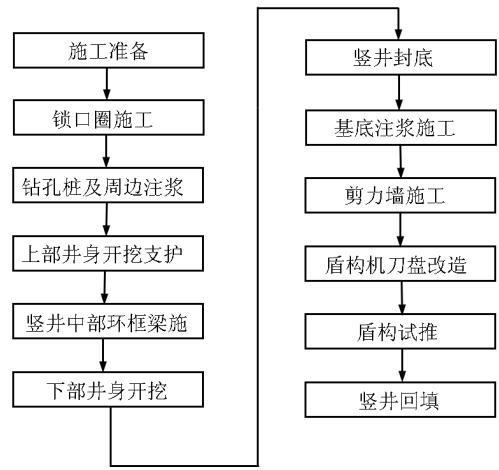 施工准备
锁口圈施工
钻孔桩及周边注浆
上部井身开挖支护
竖井中部环框梁施
下部井身开挖
竖井封底
基底注浆施工
剪力墙施工
盾构机刀盘改造
盾构试推
竖井回填